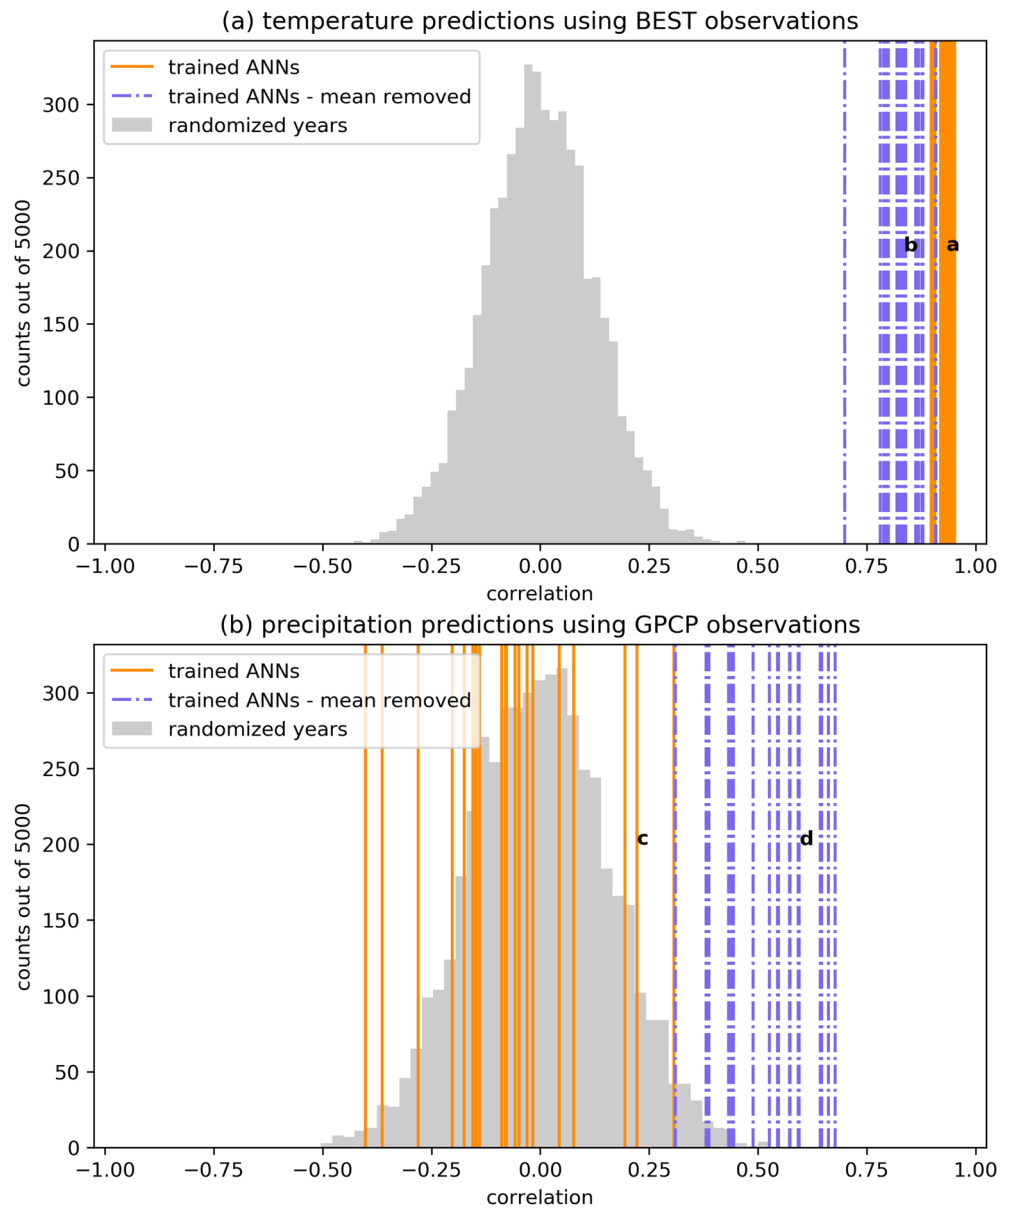 (a) temperature predictions using BEST observations
trained ANNs
trained ANNs - mean removed
randomized years
counts out of 5000
300
250
200
150
100
50
0
b
a
−1.00 −0.75 −0.50 −0.25 0.00 0.25 0.50 0.75 1.00
correlation
(b) precipitation predictions using GPCP observations
trained ANNs
trained ANNs - mean removed
randomized years
counts out of 5000
300
250
200
150
100
50
0
c
d
−1.00 −0.75 −0.50 −0.25 0.00 0.25 0.50 0.75 1.00
correlation